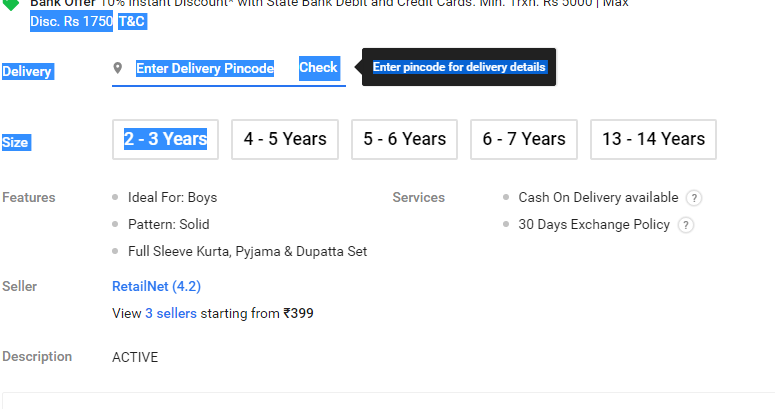 Bank Offer 10% Instant Discount* with State Bank Debit and Credit Cards. Min. Trxn. Rs 5000 | Max
Disc. Rs 1750 T&C
Delivery Enter Delivery Pincode Check Enter pincode for delivery details
Size 2 - 3 Years 4 - 5 Years 5 - 6 Years 6 - 7 Years 13 - 14 Years
Features Ideal For: Boys Services Cash On Delivery available ?
Pattern: Solid 30 Days Exchange Policy ?
Full Sleeve Kurta, Pyjama & Dupatta Set
Seller RetailNet (4.2)
View 3 sellers starting from ₹399
Description ACTIVE